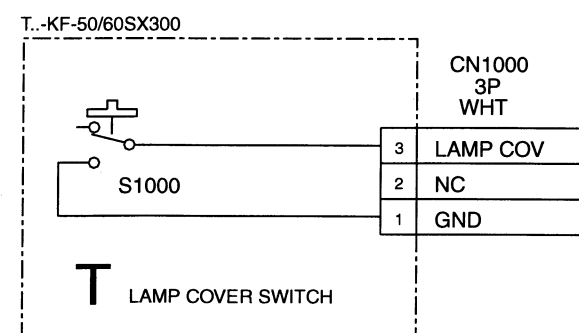 T..-KF-50/60SX300
CN1000
3P
WHT
3 LAMP COV
2 NC
1 GND
S1000
T LAMP COVER SWITCH